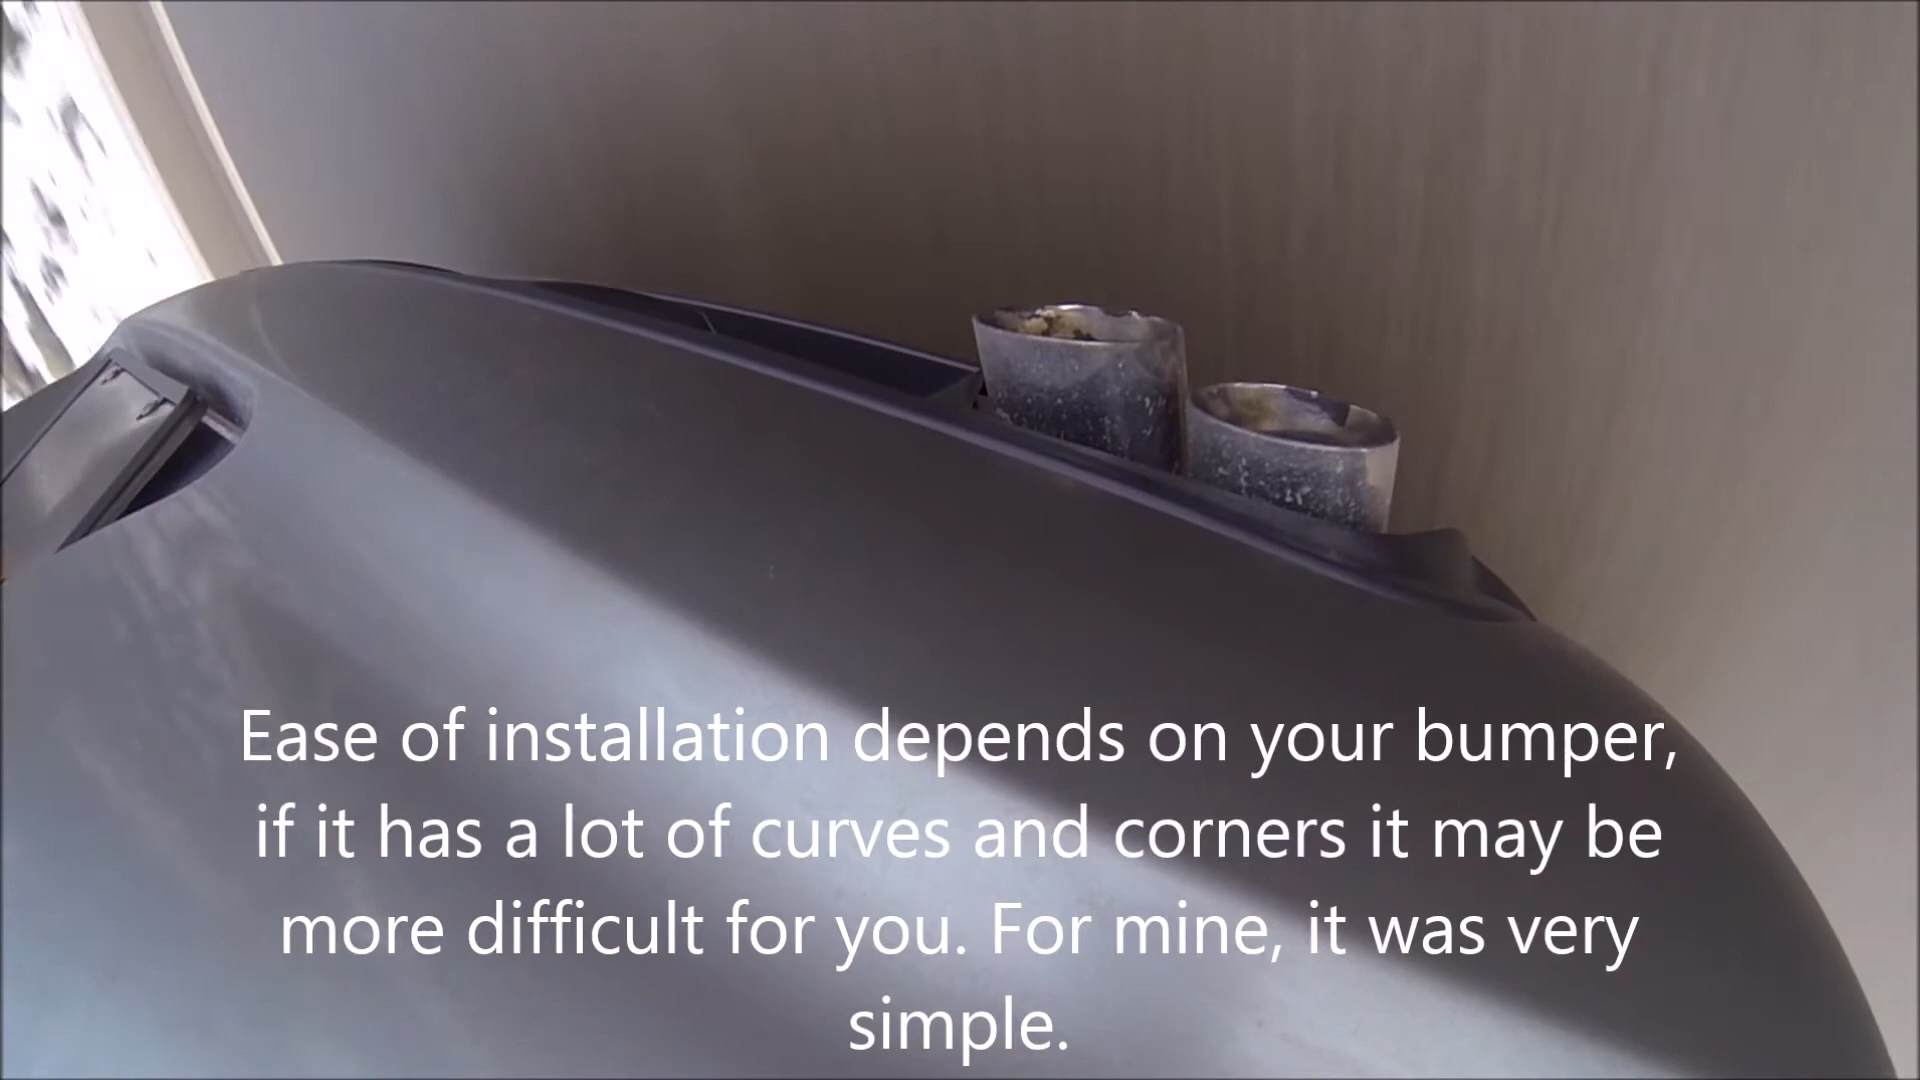 Ease of installation depends on your bumper,
if it has a lot of curves and corners it may be
more difficult for you. For mine, it was very
simple.